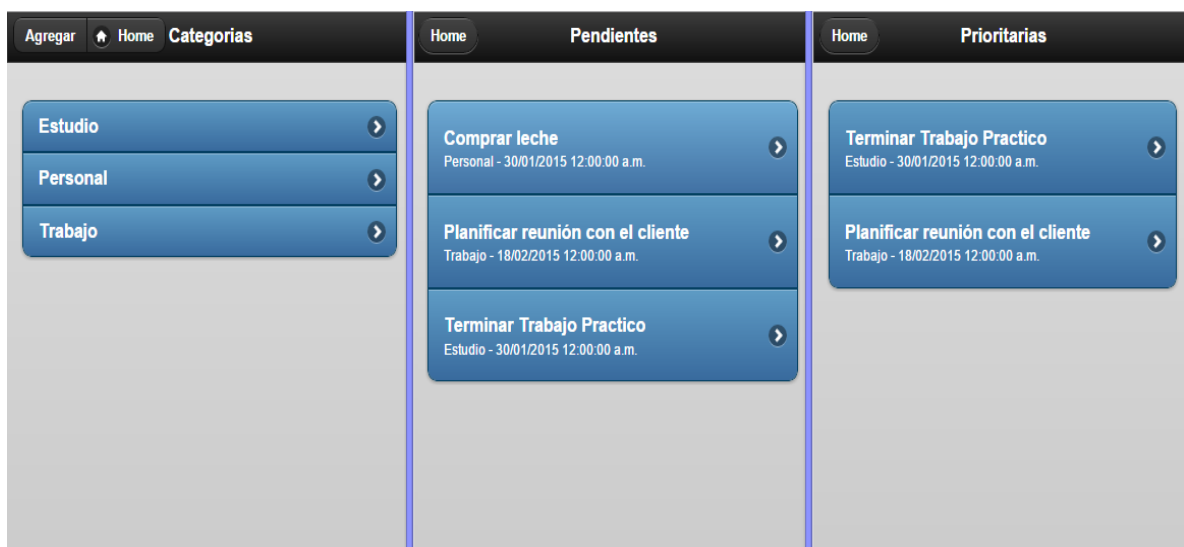 Agregar Home Categorias
Estudio
Personal
Trabajo
Home Pendientes
Comprar leche
Personal - 30/01/2015 12:00:00 a.m.
Planificar reunión con el cliente
Trabajo - 18/02/2015 12:00:00 a.m.
Terminar Trabajo Practico
Estudio - 30/01/2015 12:00:00 a.m.
Home Prioritarias
Terminar Trabajo Practico
Estudio - 30/01/2015 12:00:00 a.m.
Planificar reunión con el cliente
Trabajo - 18/02/2015 12:00:00 a.m.